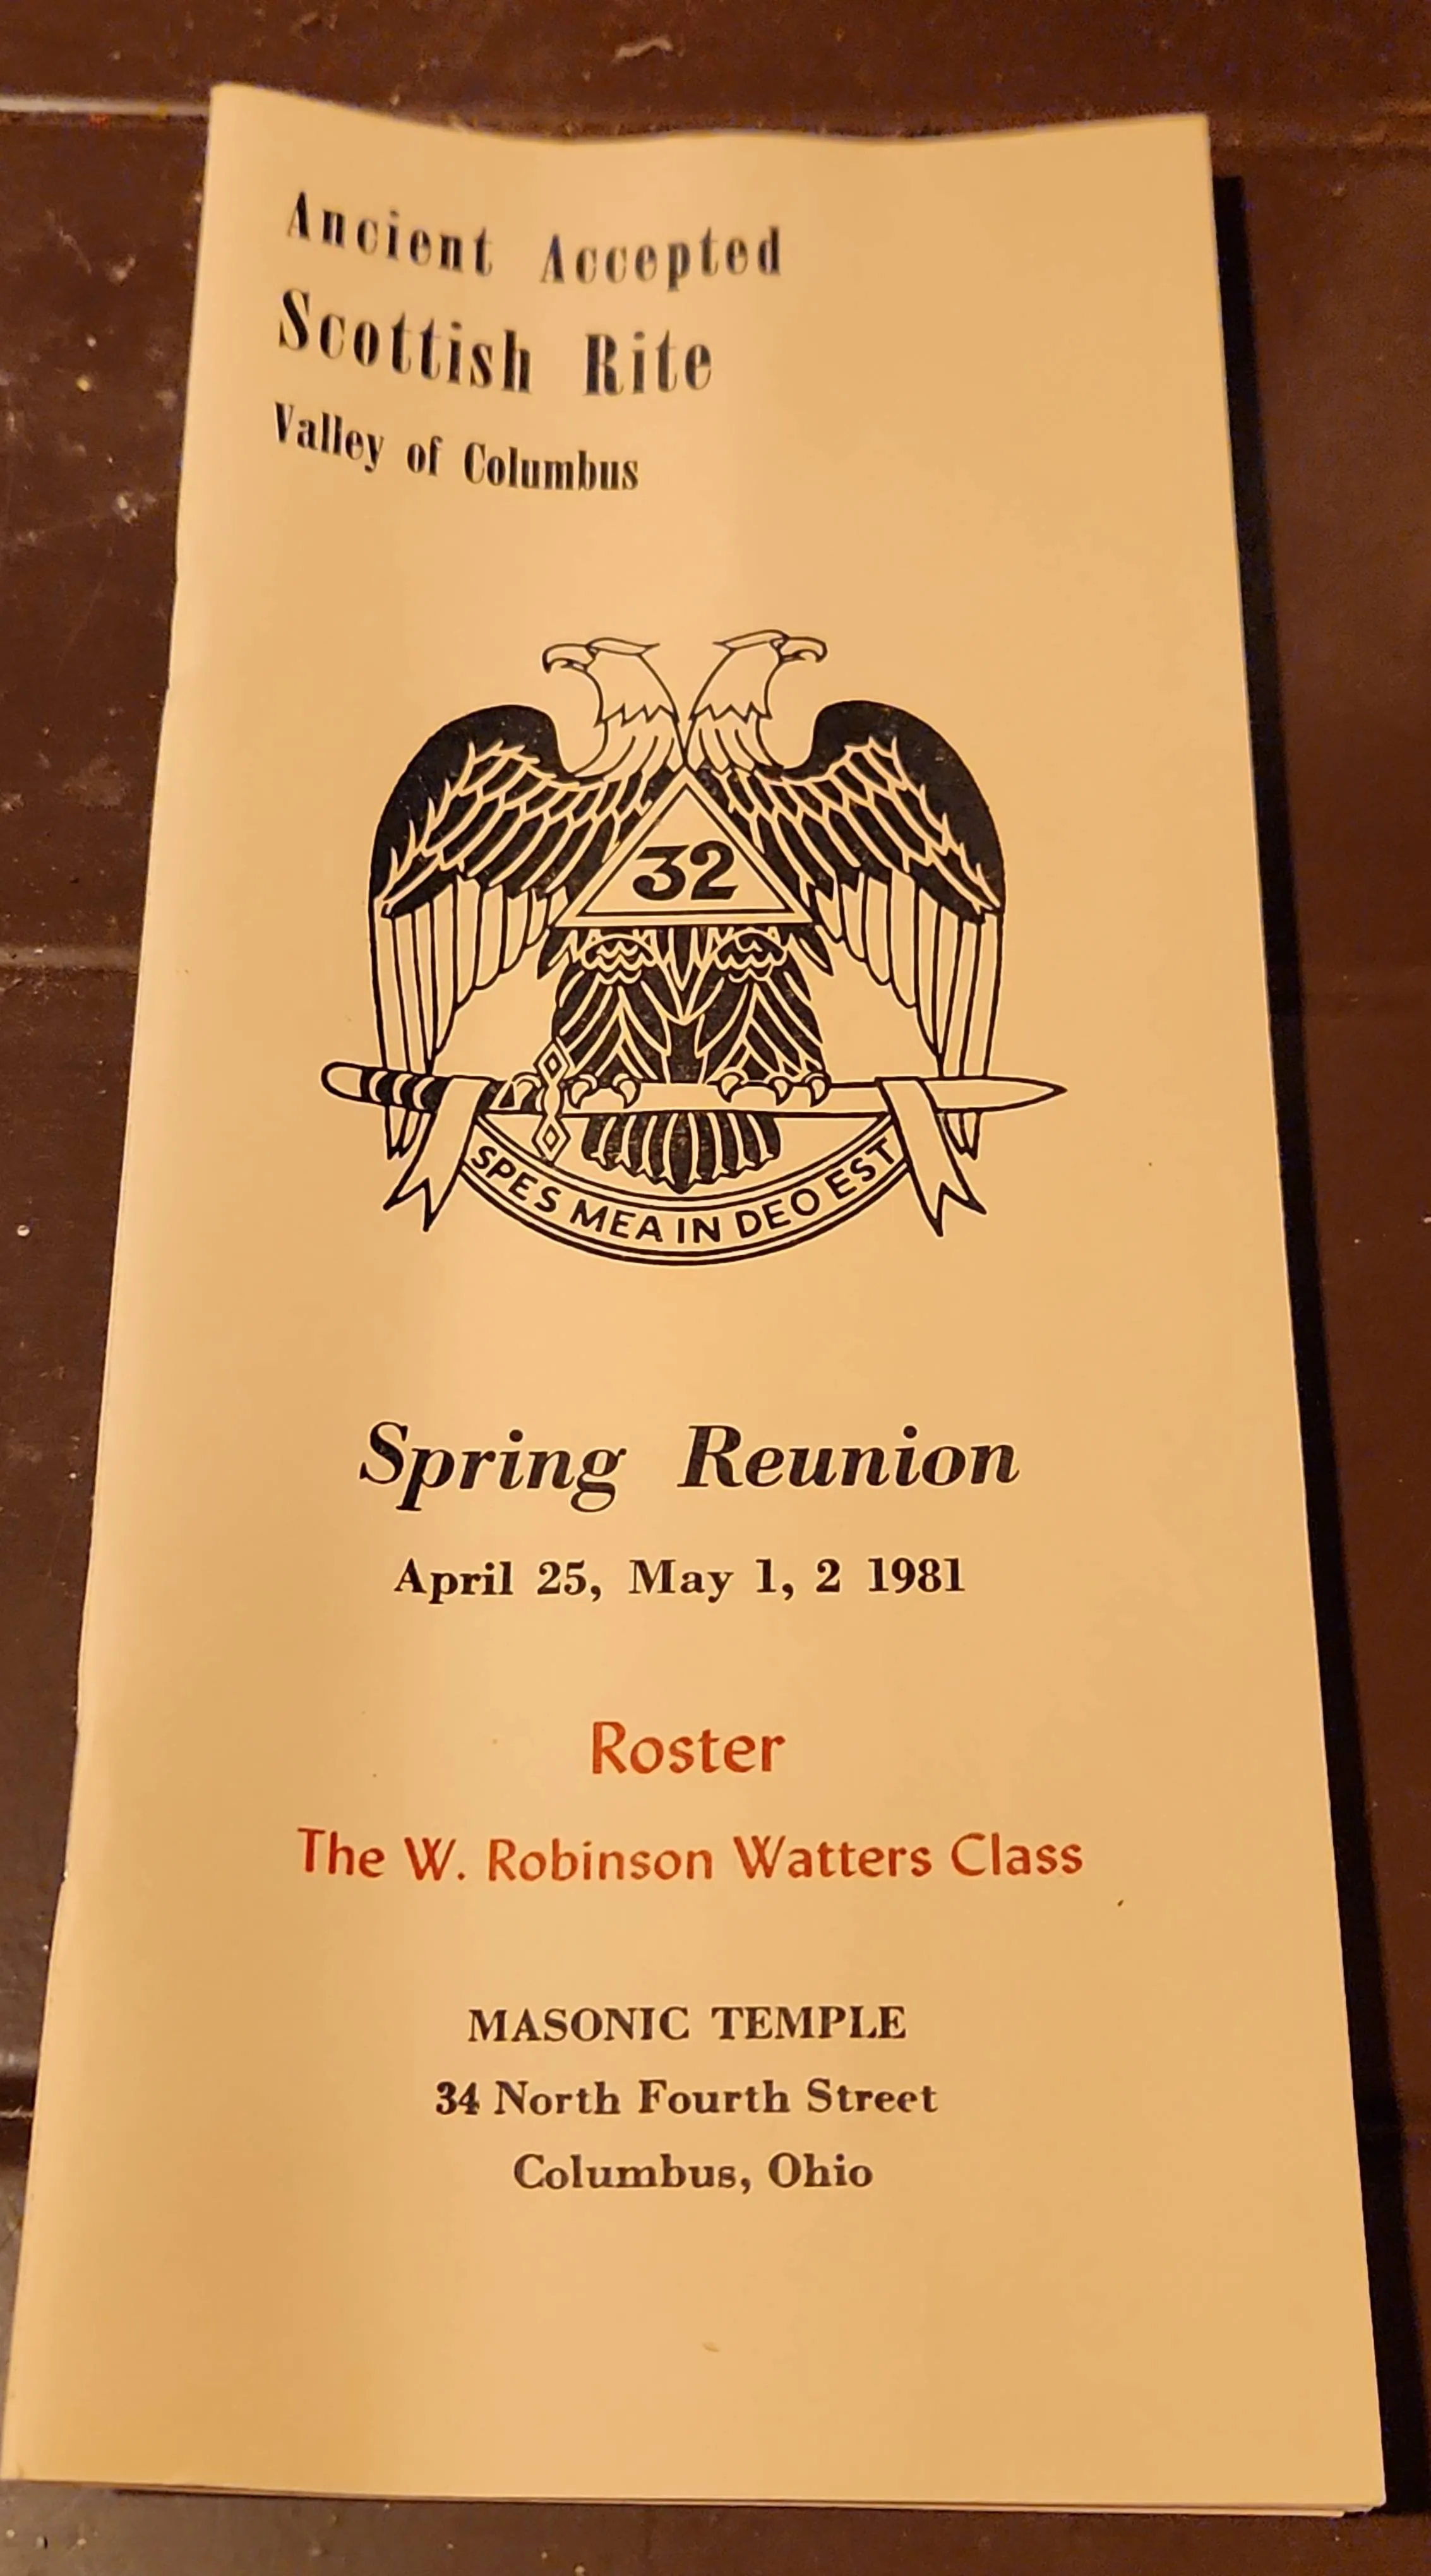 Ancient Accepted
Scottish Rite
Valley of Columbus
32
SPES MEA IN DEO EST
Spring Reunion
April 25, May 1, 2 1981
Roster
The W. Robinson Watters Class
MASONIC TEMPLE
34 North Fourth Street
Columbus, Ohio